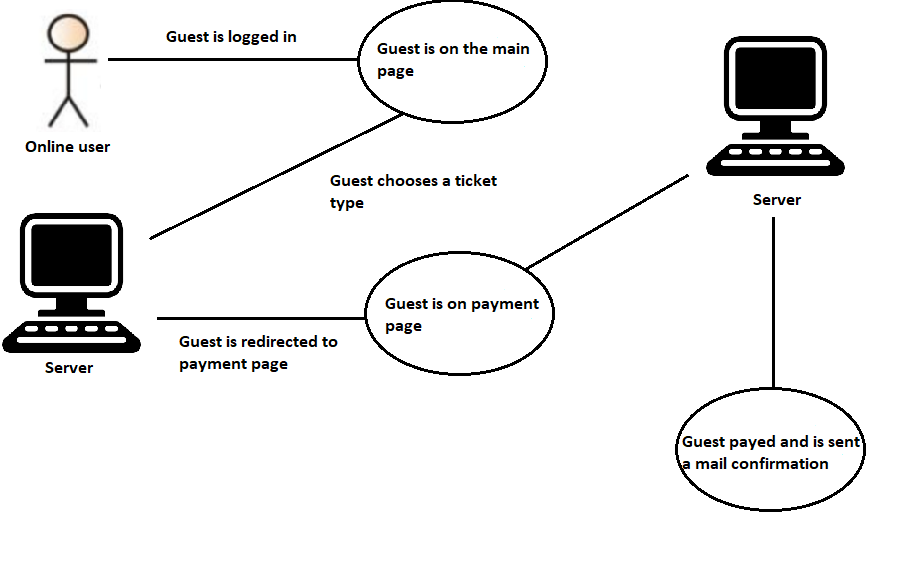 Guest is logged in
Guest is on the main
page
Online user
Guest chooses a ticket
type
Server
Server
Guest is on payment
page
Guest is redirected to
payment page
Guest payed and is sent
a mail confirmation